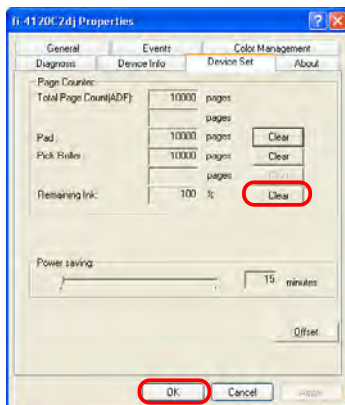 fi-4120C2dj Properties
General Events Color Management
Diagnosis Device Info Device Set About
Page Counter
Total Page Count(ADF): 10000 pages
pages
Pad: 10000 pages Clear
Pick Roller: 10000 pages Clear
pages Clear
Remaining Ink: 100 % Clear
Power saving
15 minutes
Offset
OK Cancel Apply